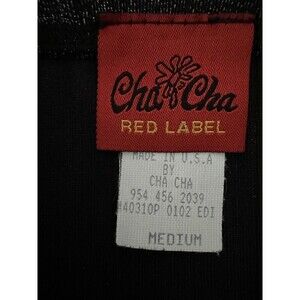 Cha Cha
RED LABEL
MADE IN U.S.A
BY
CHA CHA
954 456 2039
#40310P 0102 EDI
MEDIUM